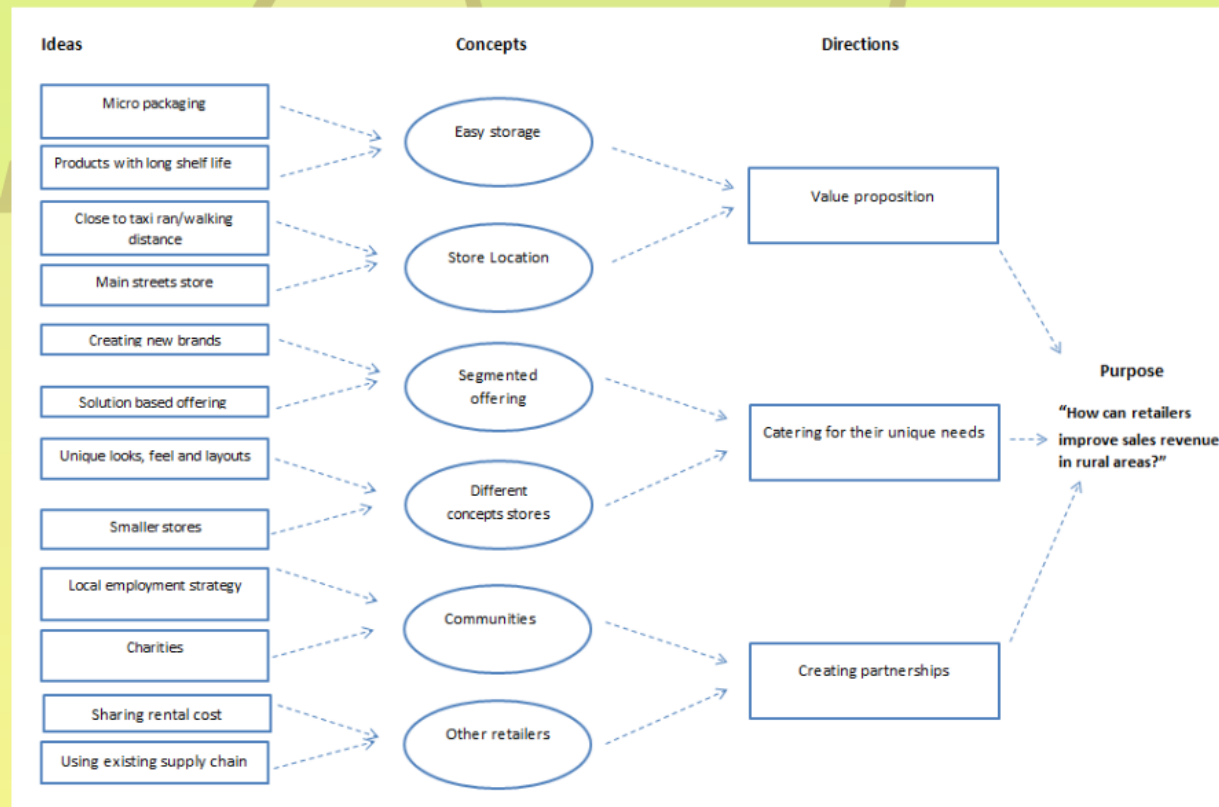 Ideas
Concepts
Directions
Micro packaging
Products with long shelf life
Close to taxi ran/walking
distance
Main streets store
Creating new brands
Solution based offering
Unique looks, feel and layouts
Smaller stores
Local employment strategy
Charities
Sharing rental cost
Using existing supply chain
Easy storage
Store Location
Segmented
offering
Different
concepts stores
Communities
Other retailers
Value proposition
Catering for their unique needs
Creating partnerships
Purpose
“How can retailers
improve sales revenue
in rural areas?”